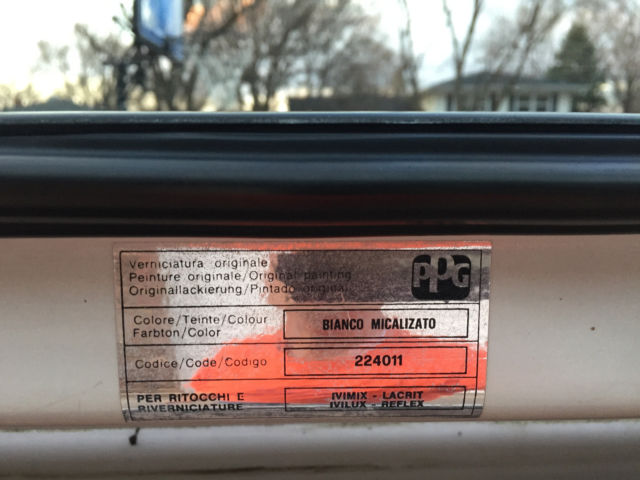 Verniciatura originale
Peinture originale/Original painting
Originallackierung/Pintado original
PPG
Colore/Teinte/Colour
Farbton/Color
BIANCO MICALIZATO
Codice/Code/Codigo
224011
PER RITOCCHI E
RIVERNICIATURE
IVIMIX - LACRIT
IVILUX - REFLEX